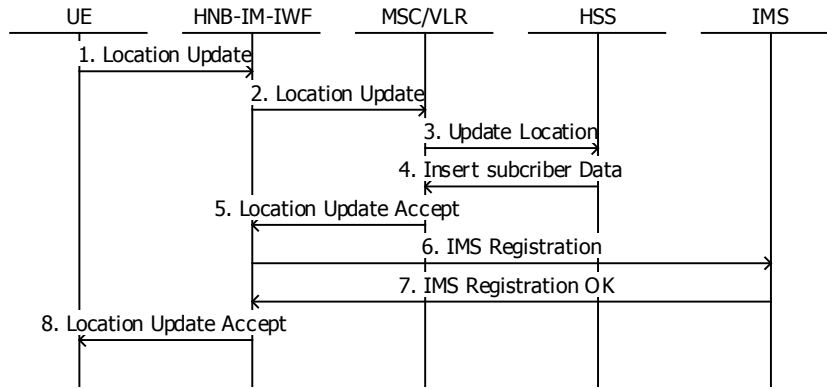 UE HNB-IM-IWF MSC/VLR HSS IMS
1. Location Update
2. Location Update
3. Update Location
4. Insert subcriber Data
5. Location Update Accept
6. IMS Registration
7. IMS Registration OK
8. Location Update Accept